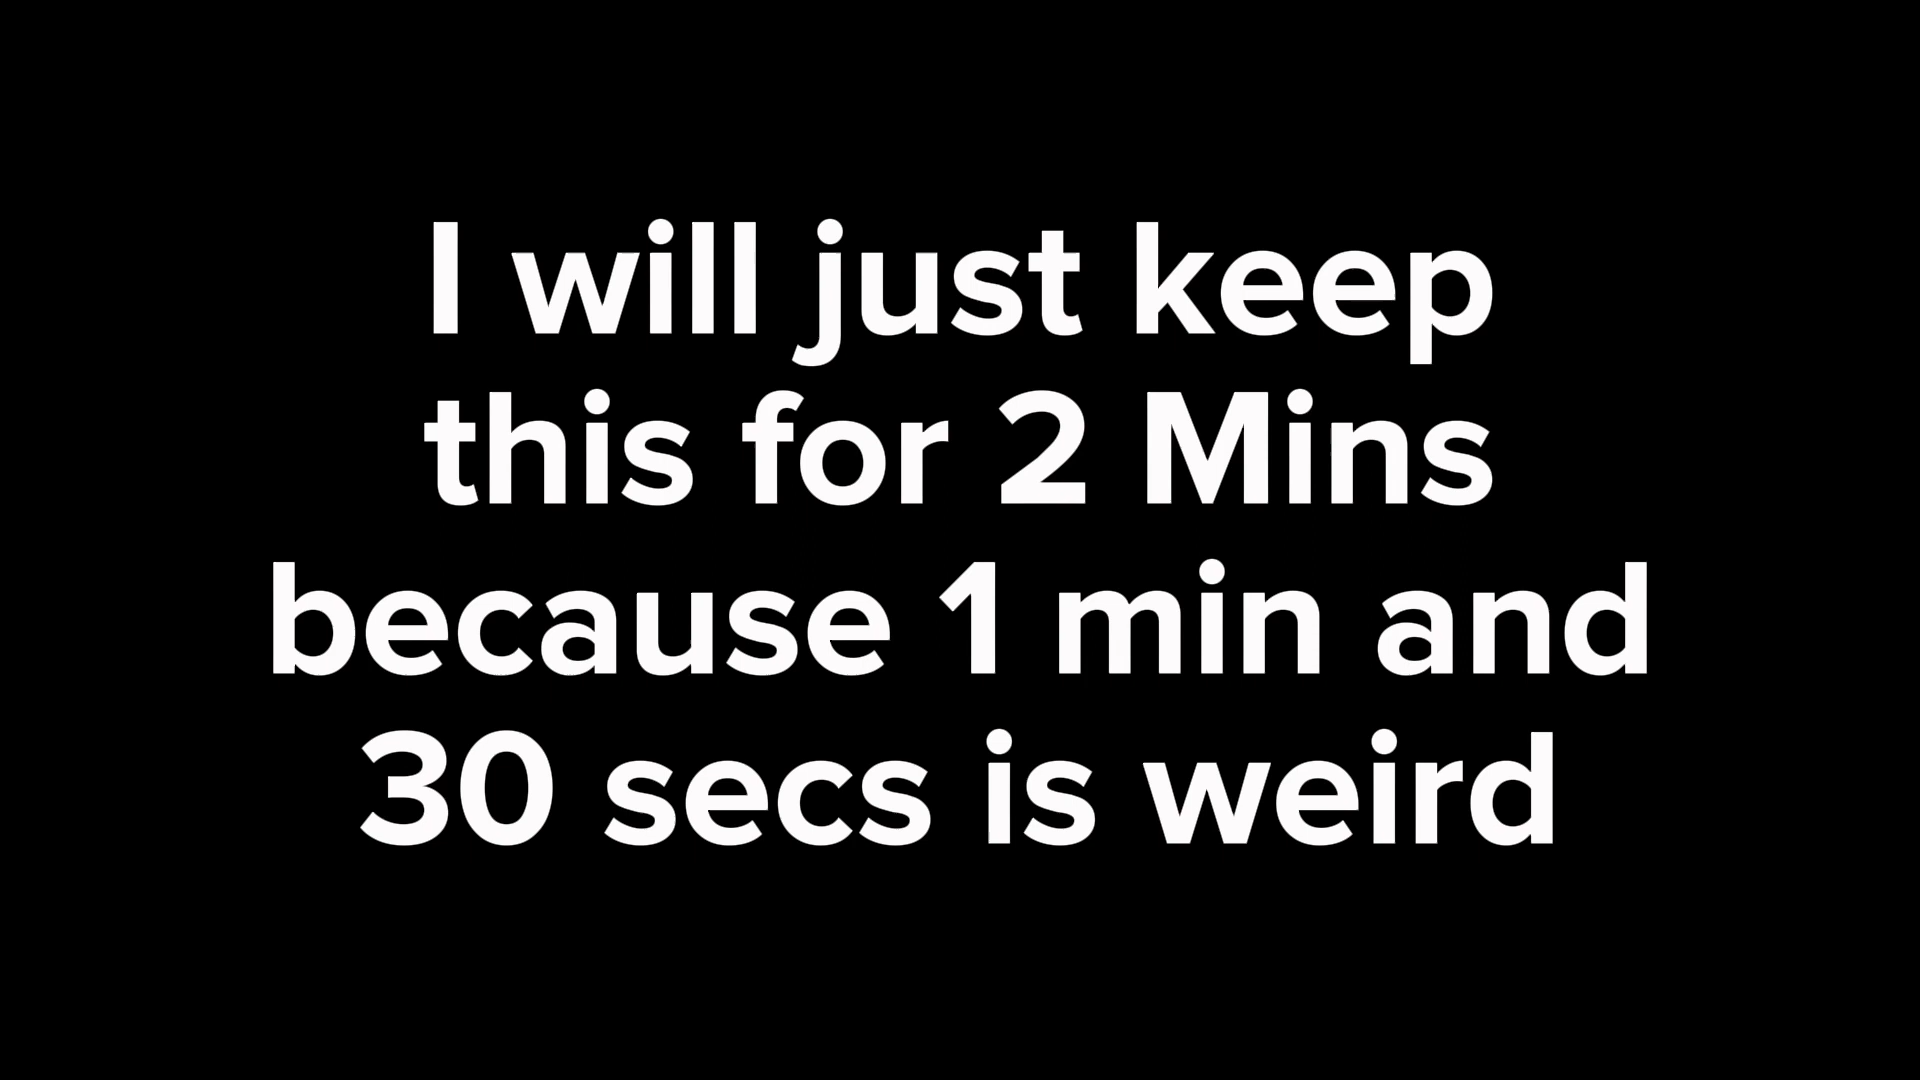 I will just keep
this for 2 Mins
because 1 min and
30 secs is weird